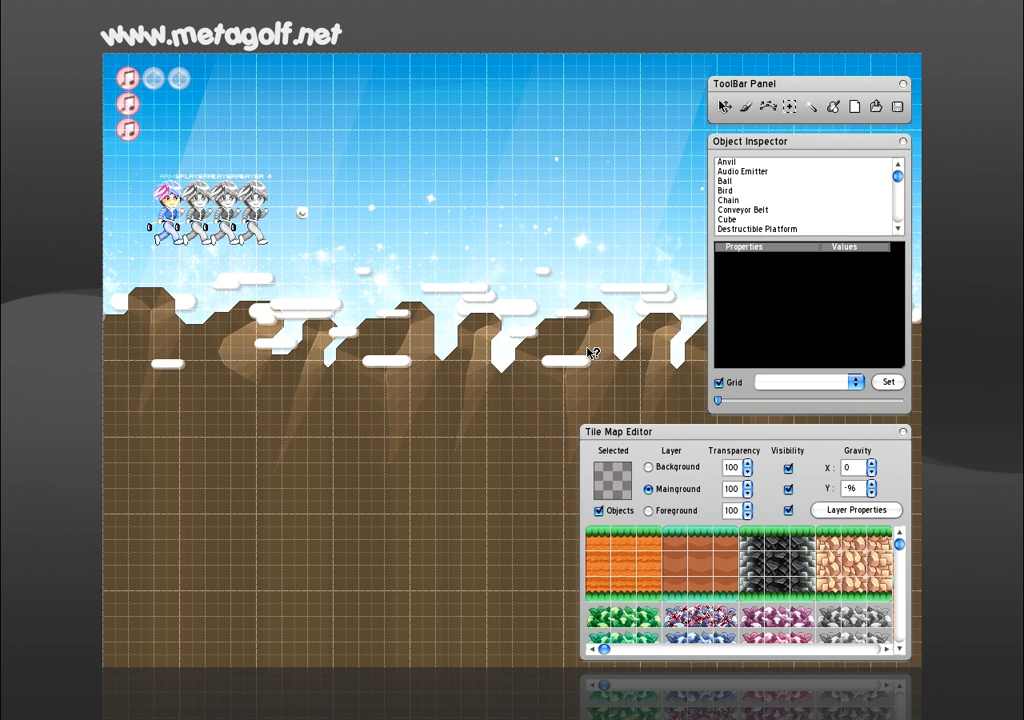 www.metagolf.net
ToolBar Panel
Object Inspector
Anvil
Audio Emitter
Ball
Bird
Chain
Conveyor Belt
Cube
Destructible Platform
Properties Values
Grid Set
Tile Map Editor
Selected Layer Transparency Visibility Gravity
Background 100 X : 0
Mainground 100 Y : -96
Objects Foreground 100 Layer Properties